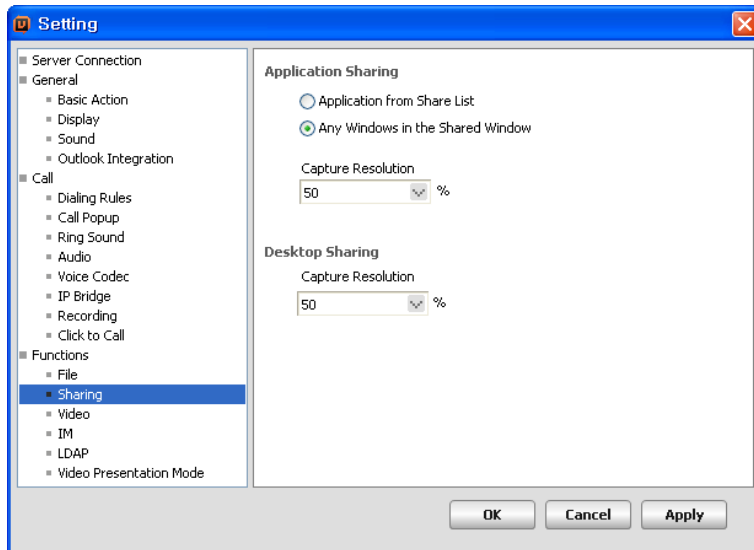 Setting
Server Connection
General
Basic Action
Display
Sound
Outlook Integration
Call
Dialing Rules
Call Popup
Ring Sound
Audio
Voice Codec
IP Bridge
Recording
Click to Call
Functions
File
Sharing
Video
IM
LDAP
Video Presentation Mode
Application Sharing
Application from Share List
Any Windows in the Shared Window
Capture Resolution
50 %
Desktop Sharing
Capture Resolution
50 %
OK Cancel Apply